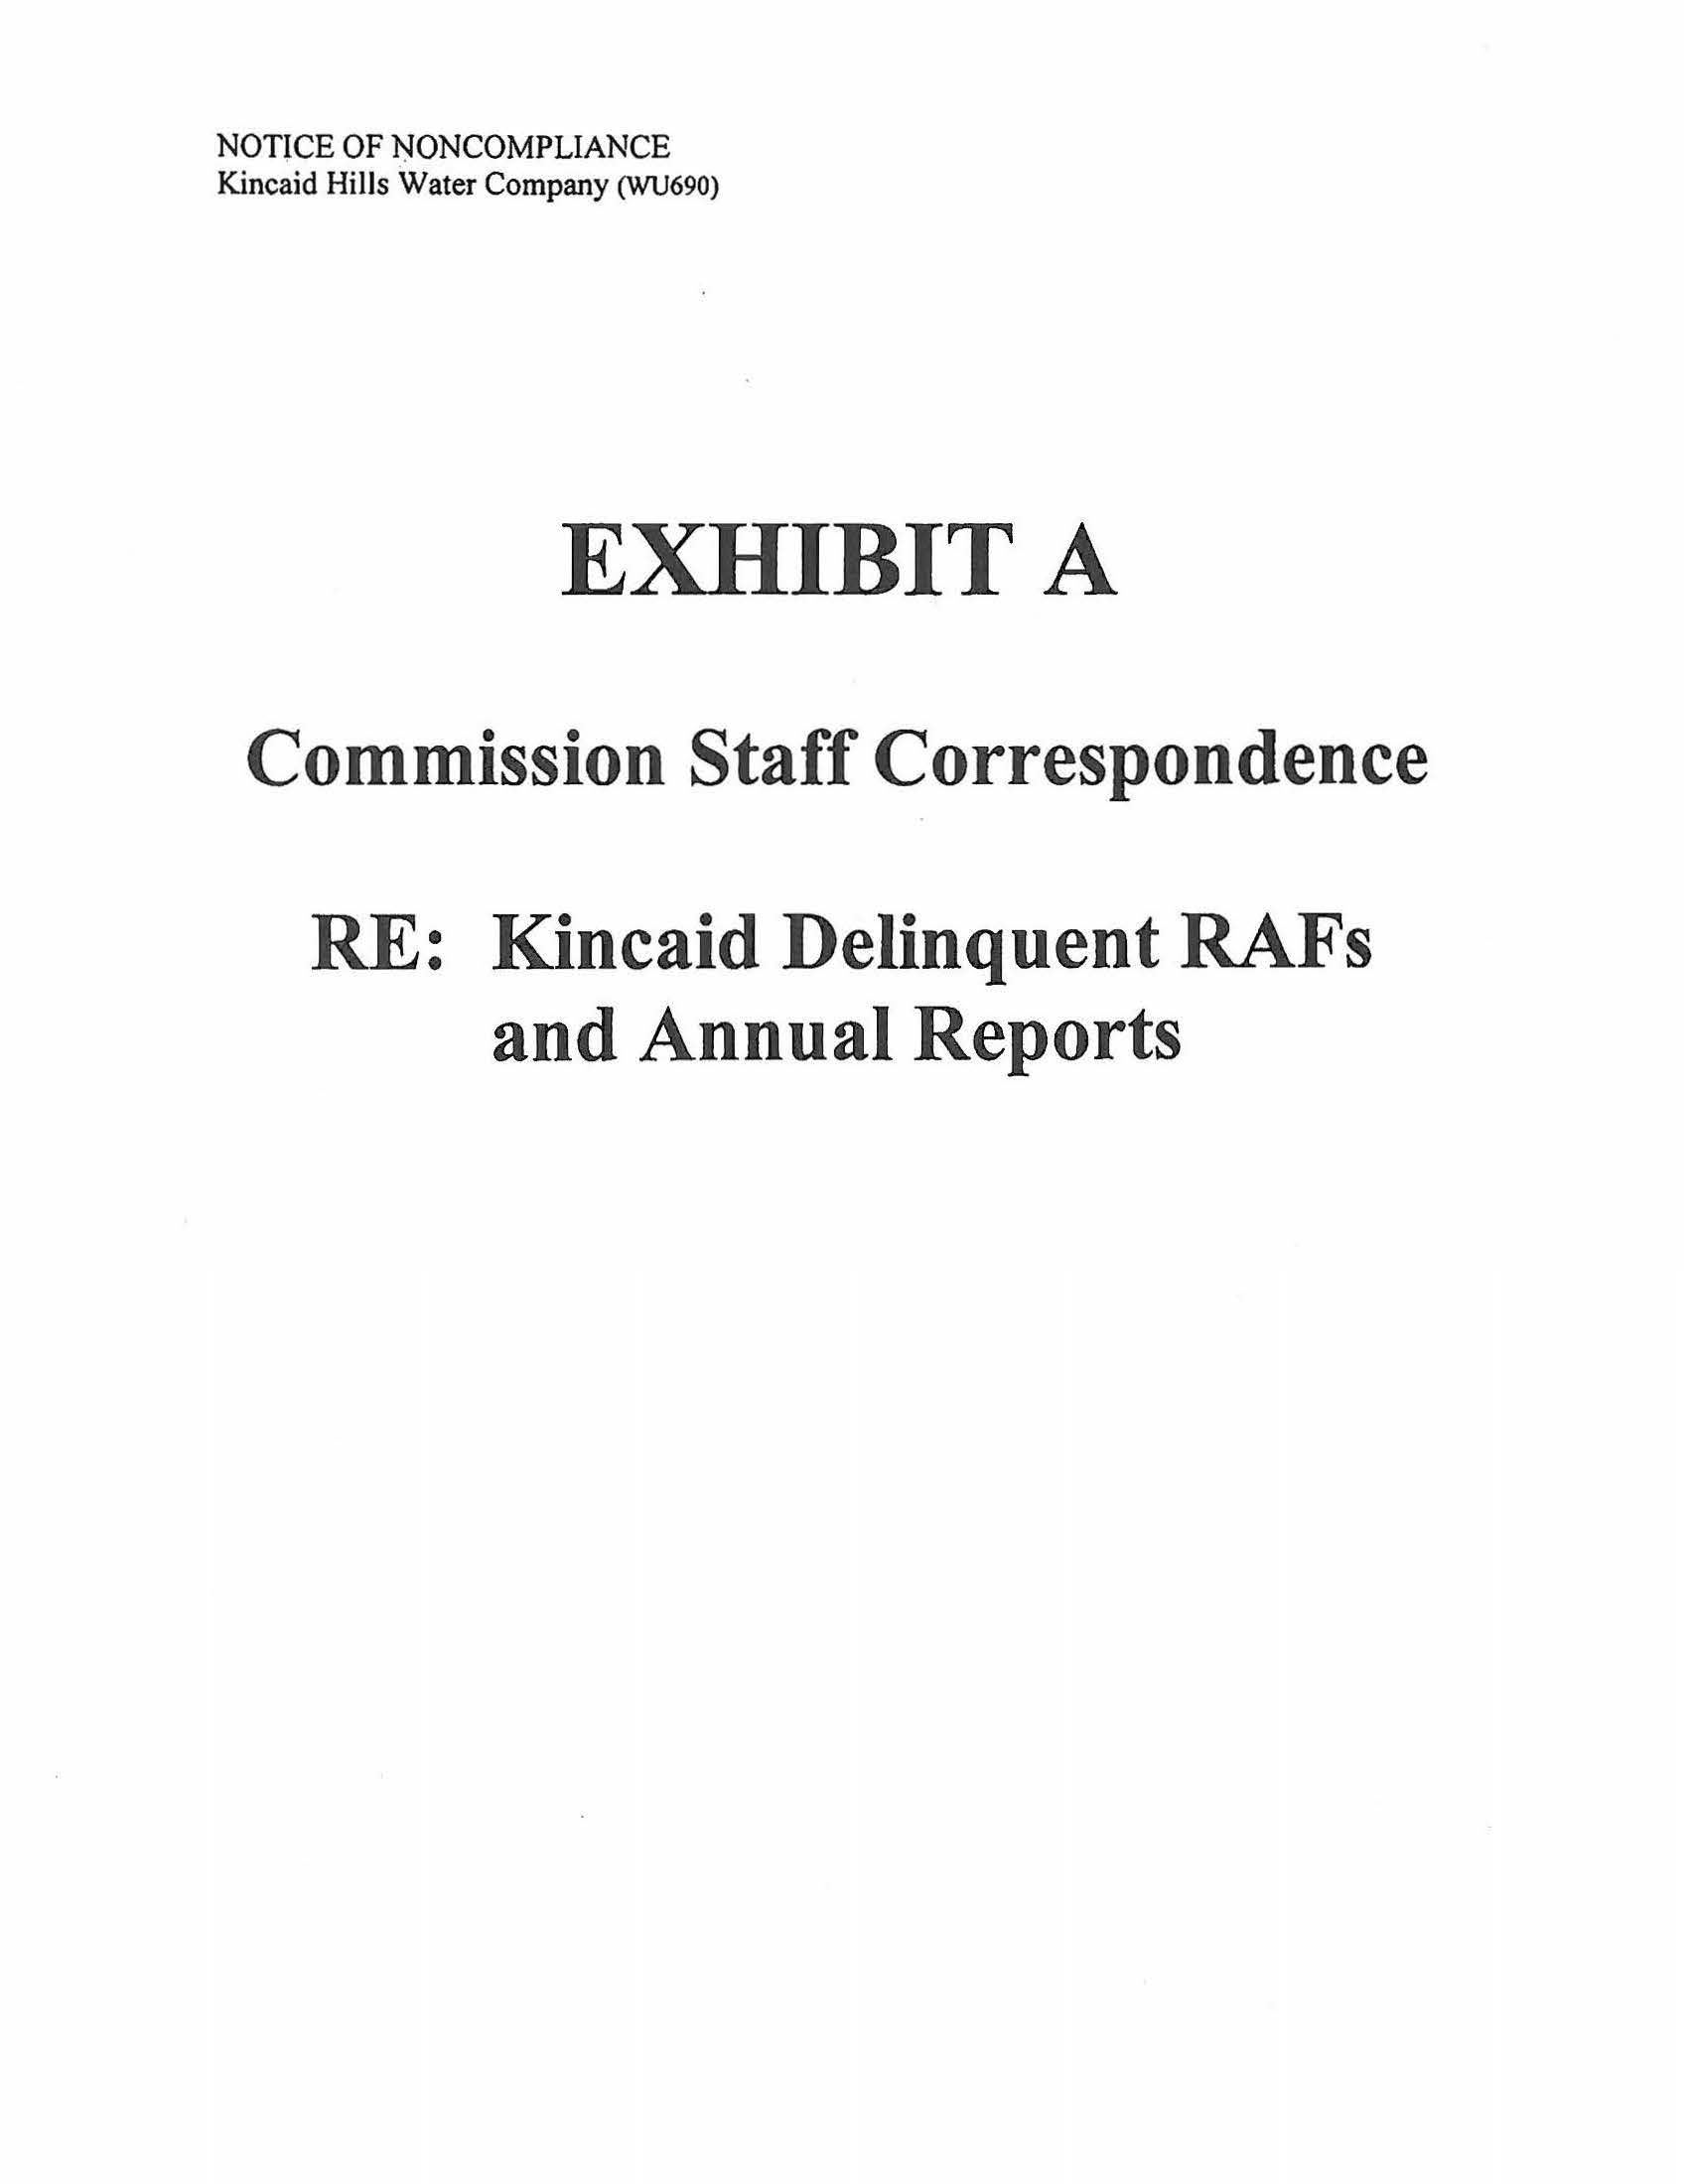 NOTICE OF NONCOMPLIANCE
Kincaid Hills Water Company (WU690)
EXHIBIT A
Commission Staff Correspondence
RE: Kincaid Delinquent RAFs
and Annual Reports